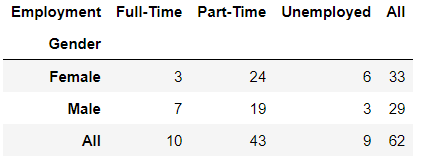 Employment Full-Time Part-Time Unemployed All
Gender
Female 3 24 6 33
Male 7 19 3 29
All 10 43 9 62